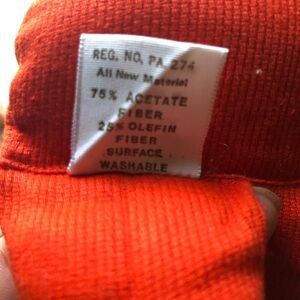 REG. NO. PA. 274
All New Material
75% ACETATE
FIBER
25% OLEFIN
FIBER
SURFACE
WASHABLE